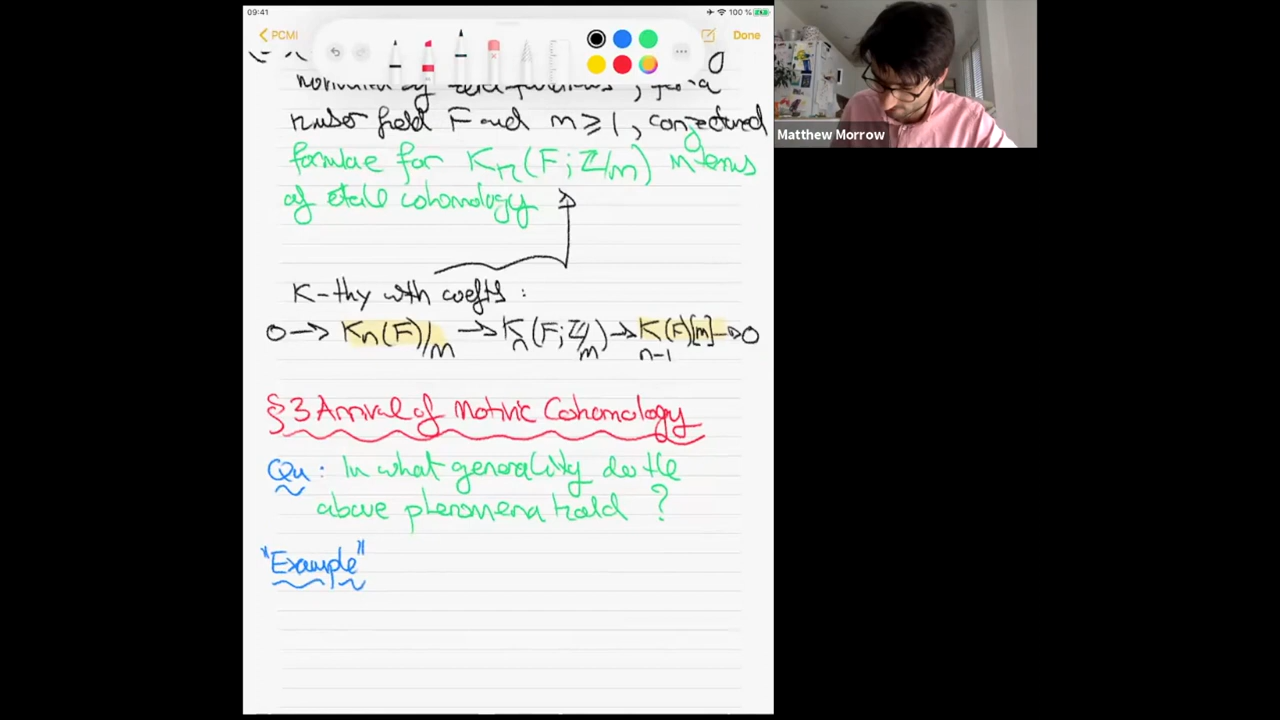 09:41
100 %
PCMI
Done
number field F and m ≥ 1, conjectured
formulae for Kn(F; Z/m) in terms
of étale cohomology
K-thy with coeffts :
0 → Kn(F)/m → Kn(F; Z/m) → Kn-1(F)[m] → 0
§3 Arrival of Motivic Cohomology
Qu : In what generality do the
above phenomena hold ?
"Example"
Matthew Morrow